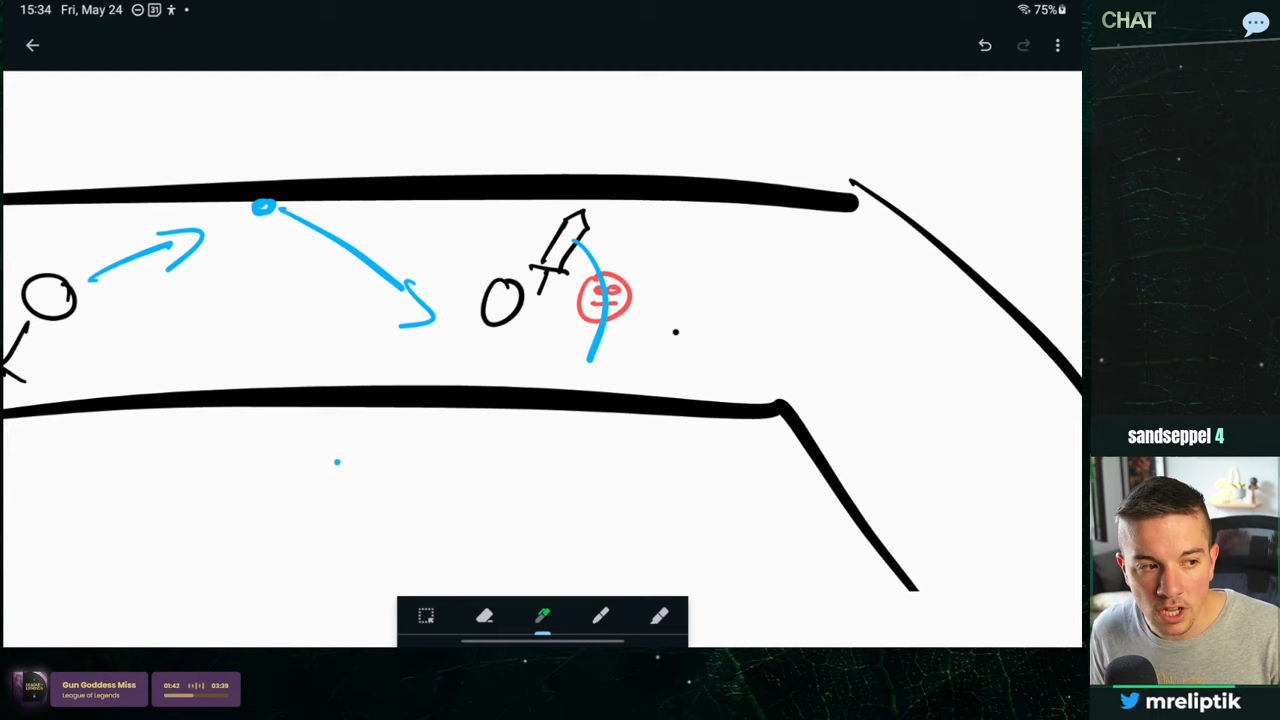 15:34 Fri, May 24 31
75%
CHAT
sandseppel 4
Gun Goddess Miss
League of Legends
01:42 03:39
mreliptik